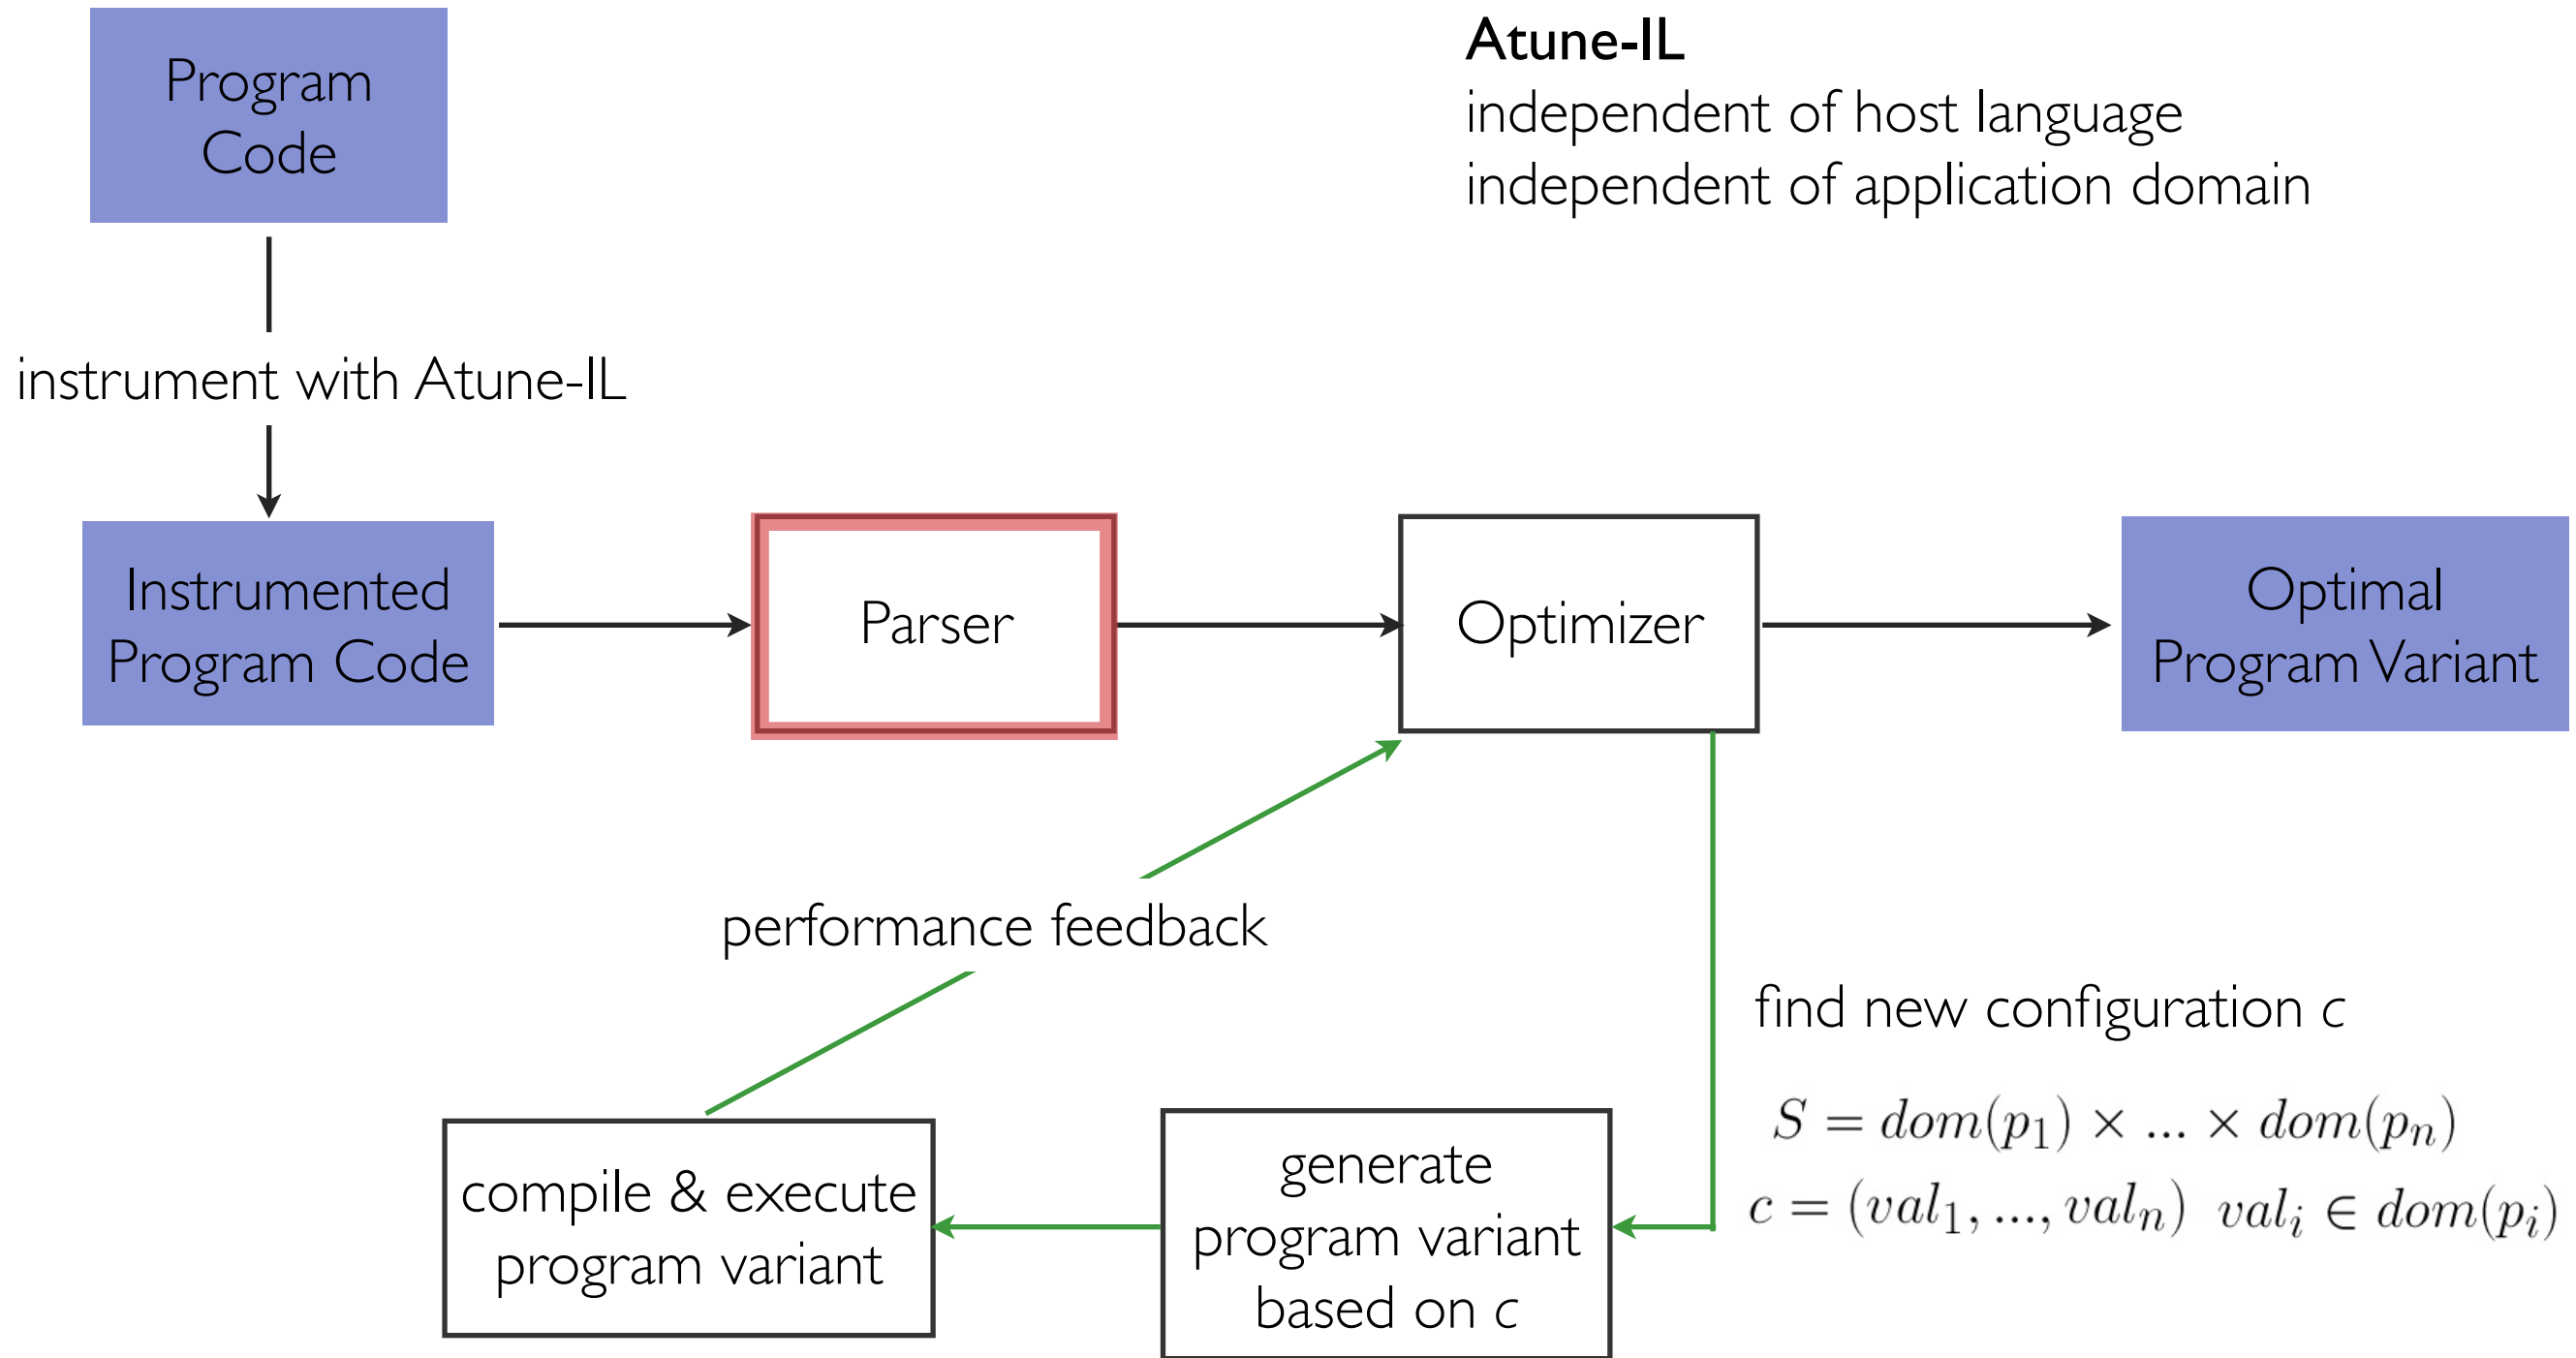 Program
Code
Atune-IL
independent of host language
independent of application domain
instrument with Atune-IL
Instrumented
Program Code
Parser
Optimizer
Optimal
Program Variant
performance feedback
find new configuration c
S = dom(p₁) × ... × dom(pₙ)
c = (val₁, ..., valₙ) valᵢ ∈ dom(pᵢ)
generate
program variant
based on c
compile & execute
program variant